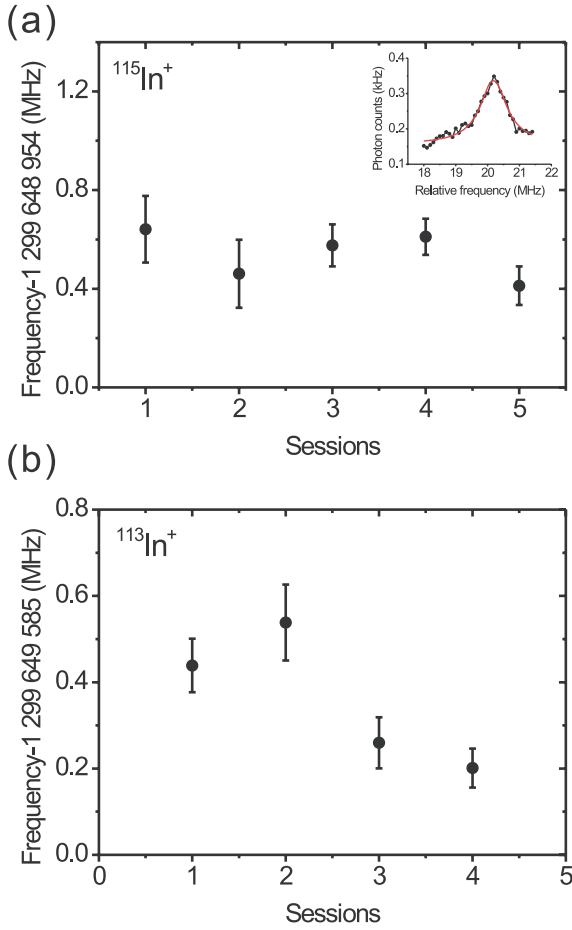 (a)
¹¹⁵In⁺
Frequency-1 299 648 954 (MHz)
1.2
0.8
0.4
0.0
1 2 3 4 5
Sessions
Photon counts (kHz)
0.4
0.3
0.2
0.1
18 19 20 21 22
Relative frequency (MHz)
(b)
¹¹³In⁺
Frequency-1 299 649 585 (MHz)
0.8
0.6
0.4
0.2
0.0
0 1 2 3 4 5
Sessions